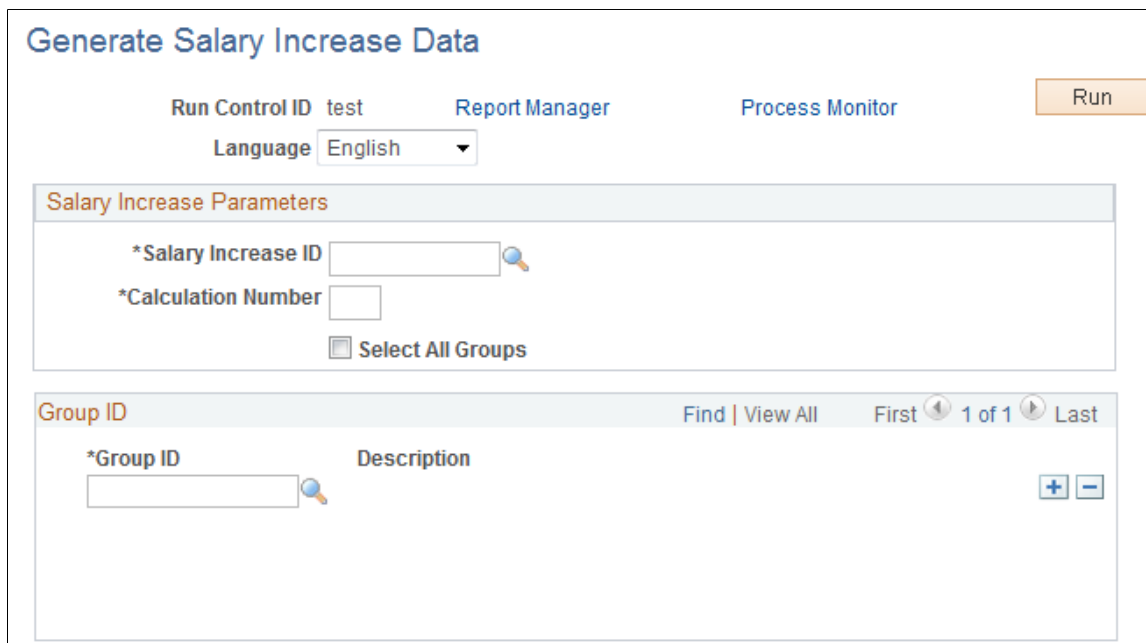 Generate Salary Increase Data
Run Control ID test Report Manager Process Monitor Run
Language English
Salary Increase Parameters
*Salary Increase ID
*Calculation Number
Select All Groups
Group ID Find | View All First 1 of 1 Last
*Group ID Description